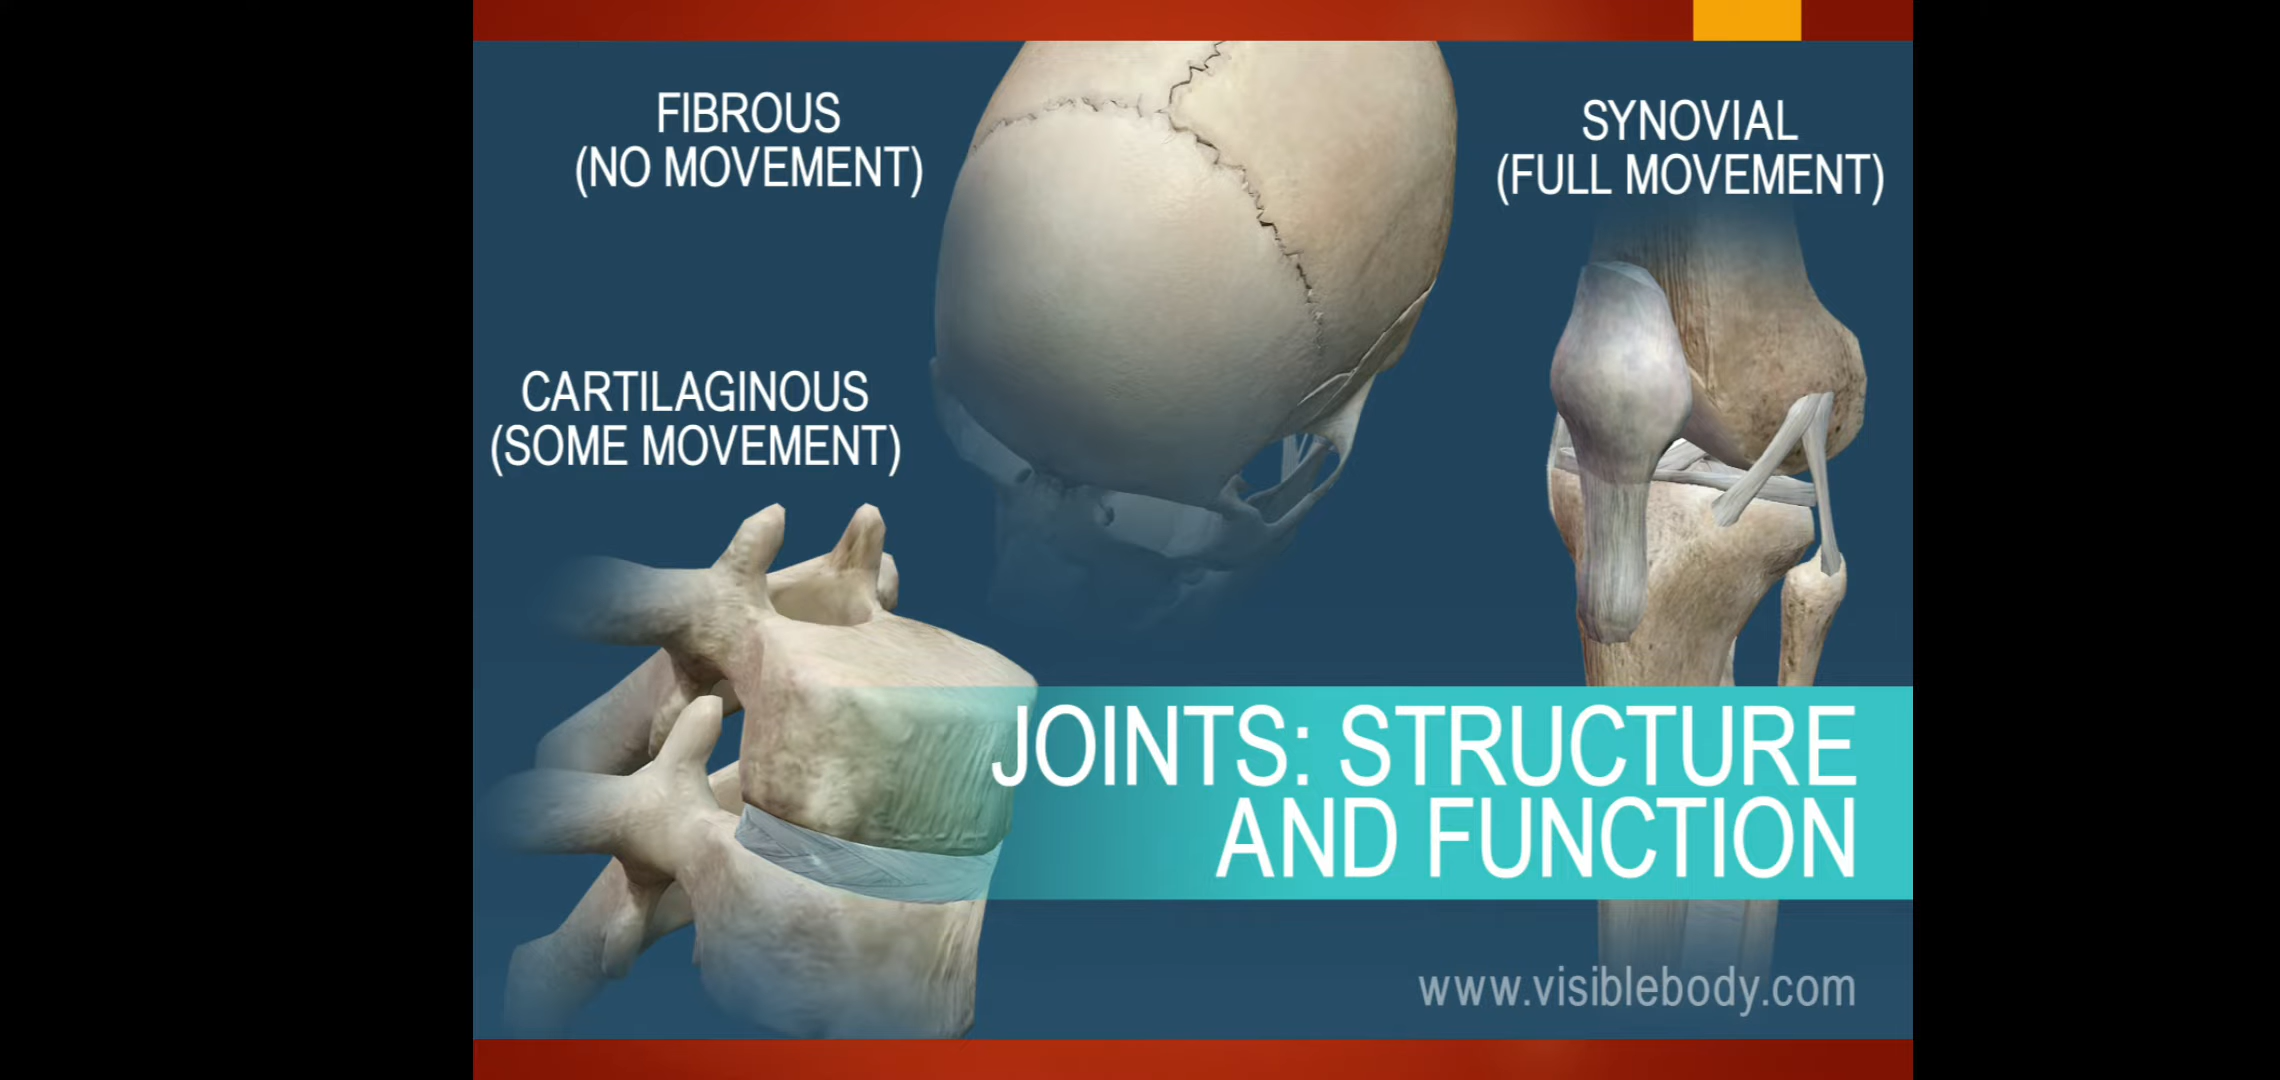 FIBROUS
(NO MOVEMENT)
SYNOVIAL
(FULL MOVEMENT)
CARTILAGINOUS
(SOME MOVEMENT)
JOINTS: STRUCTURE
AND FUNCTION
www.visiblebody.com